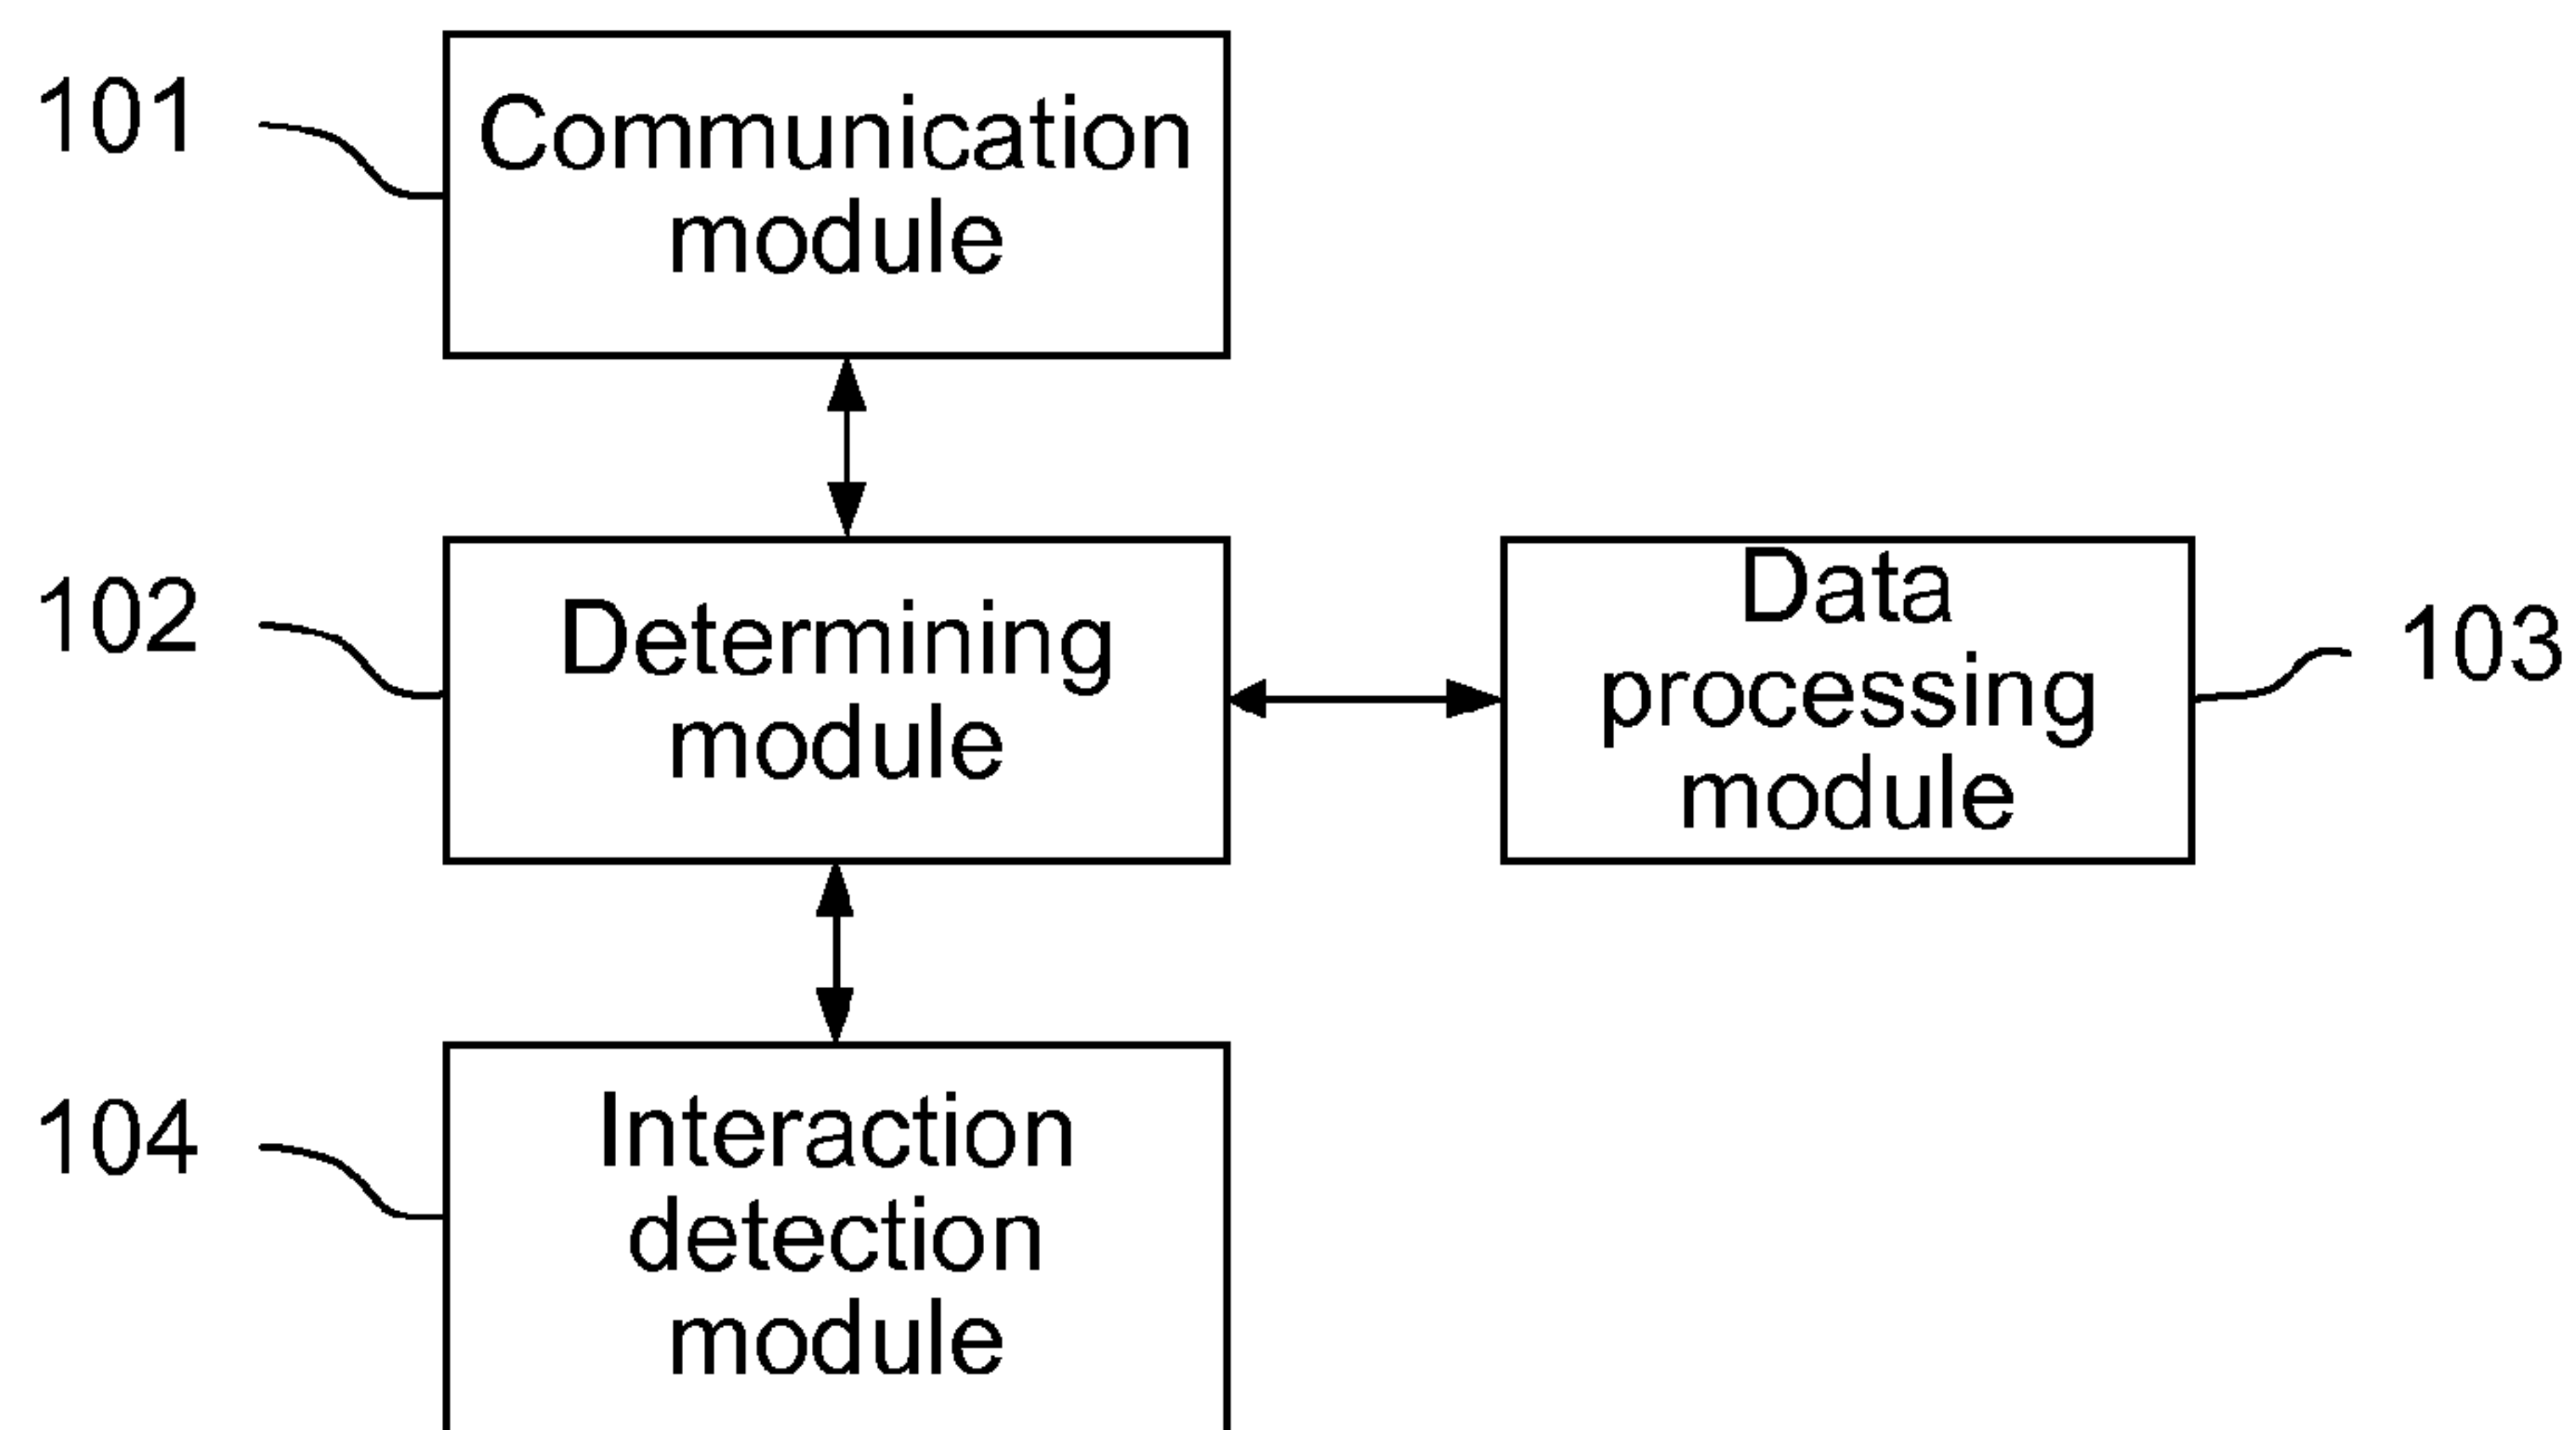 101
Communication
module
102
Determining
module
Data
processing
module
103
104
Interaction
detection
module